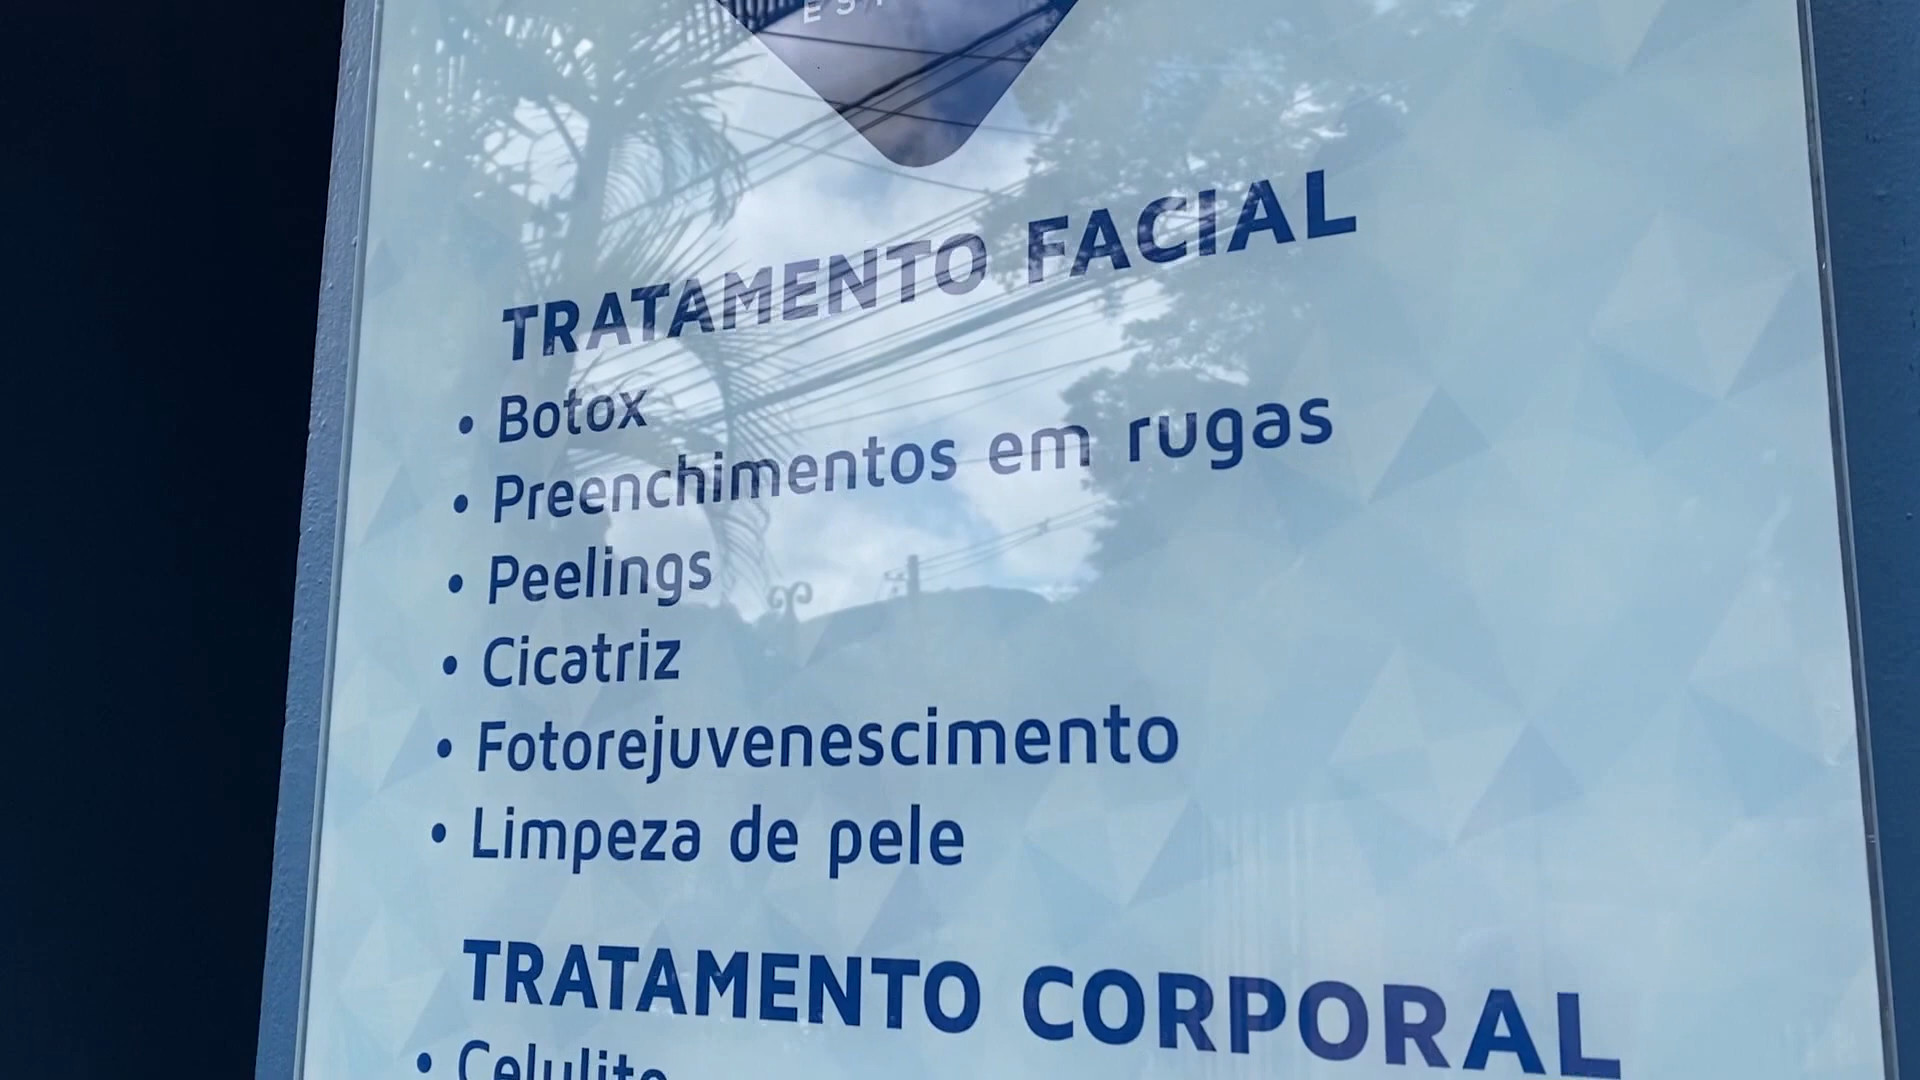 TRATAMENTO FACIAL
• Botox
• Preenchimentos em rugas
• Peelings
• Cicatriz
• Fotorejuvenescimento
• Limpeza de pele
TRATAMENTO CORPORAL
• Celulite